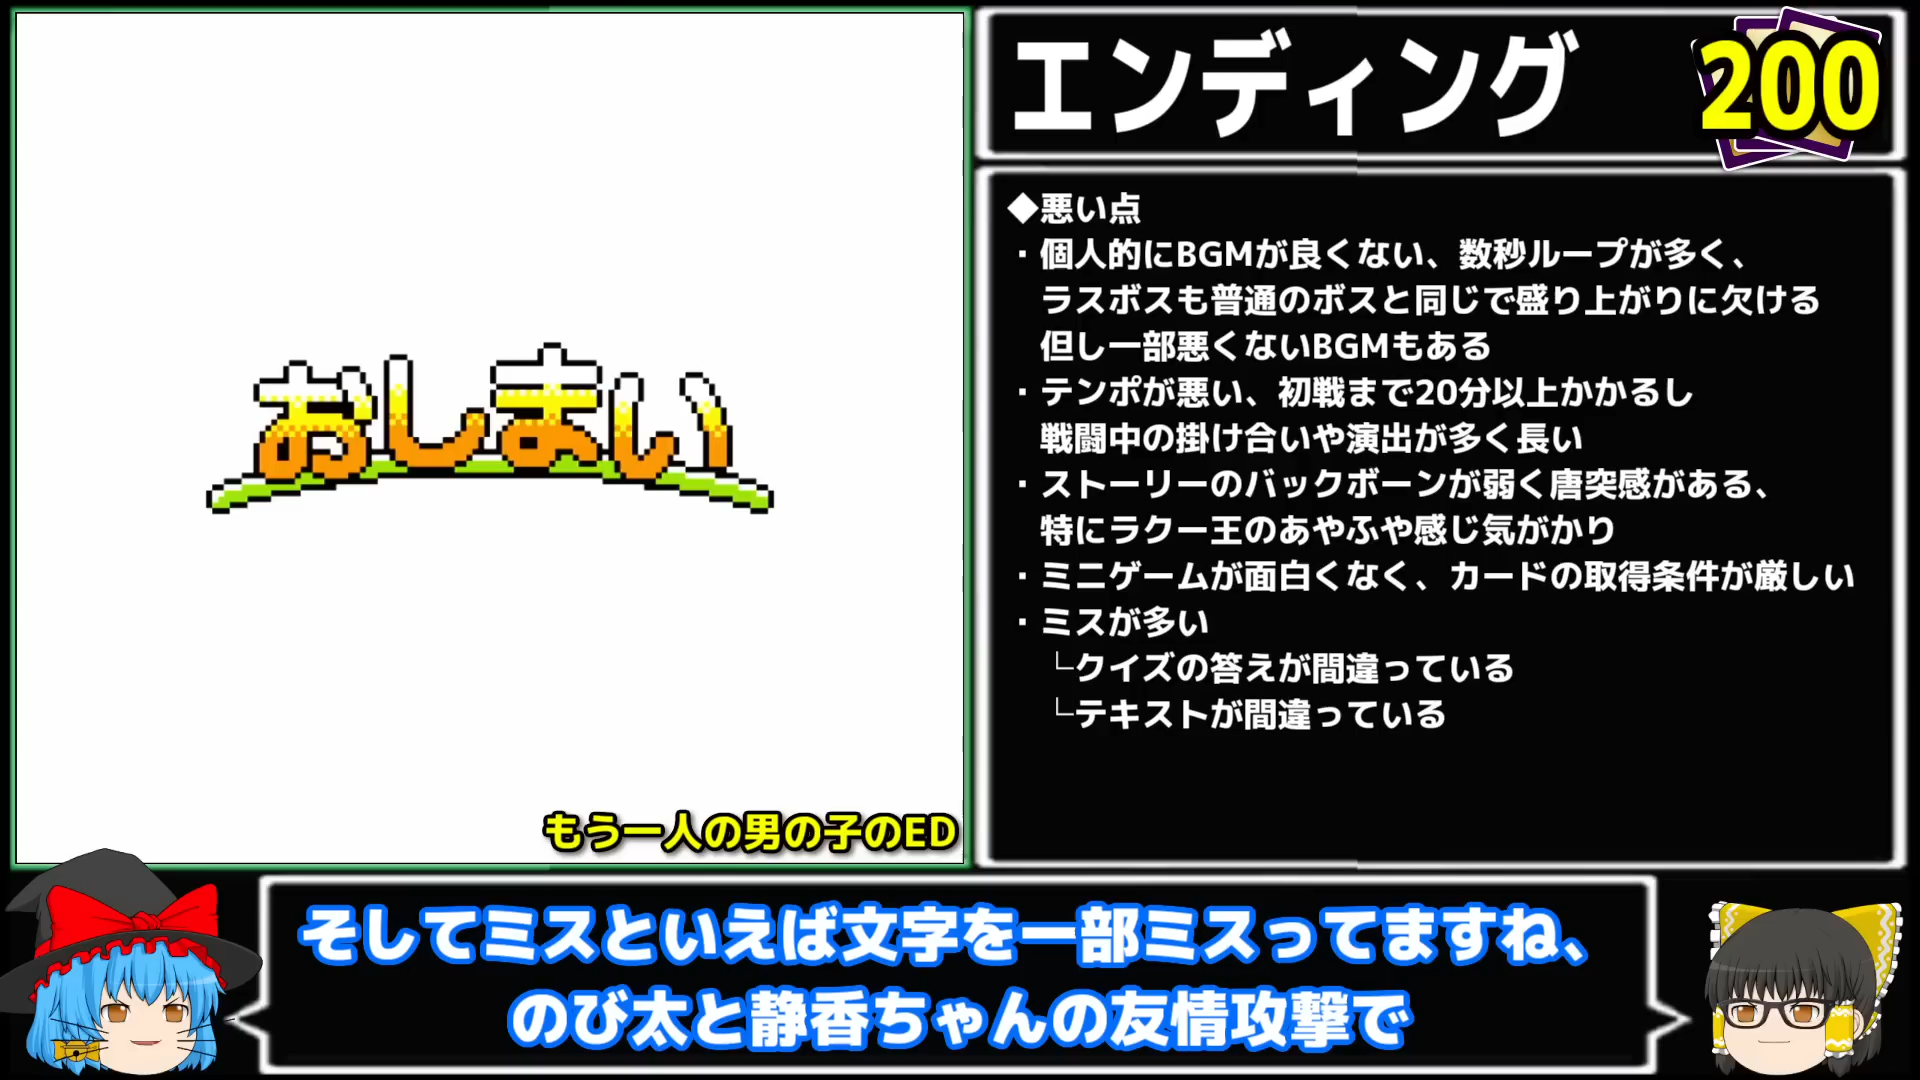 エンディング
200
おしまい
もう一人の男の子のED
◆悪い点
・個人的にBGMが良くない、数秒ループが多く、
ラスボスも普通のボスと同じで盛り上がりに欠ける
但し一部悪くないBGMもある
・テンポが悪い、初戦まで20分以上かかるし
戦闘中の掛け合いや演出が多く長い
・ストーリーのバックボーンが弱く唐突感がある、
特にラクー王のあやふや感じ気がかり
・ミニゲームが面白くなく、カードの取得条件が厳しい
・ミスが多い
└クイズの答えが間違っている
└テキストが間違っている
そしてミスといえば文字を一部ミスってますね、
のび太と静香ちゃんの友情攻撃で